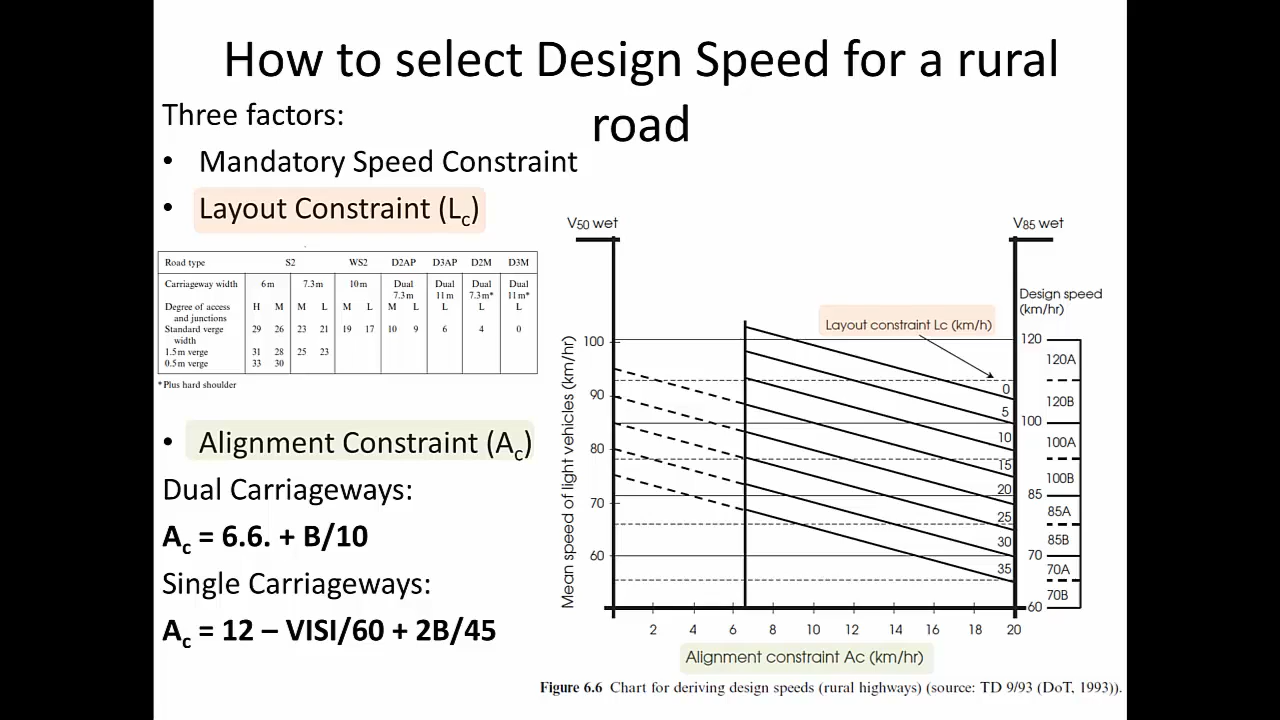 How to select Design Speed for a rural
road
Three factors:
• Mandatory Speed Constraint
• Layout Constraint (Lc)
Road type S2 WS2 D2AP D3AP D2M D3M
Carriageway width 6m 7.3m 10m Dual Dual Dual Dual
7.3m 11m 7.3m* 11m*
Degree of access H M M L M L M L L L L
and junctions
Standard verge 29 26 23 21 19 17 10 9 6 4 0
width
1.5m verge 31 28 25 23
0.5m verge 33 30
*Plus hard shoulder
• Alignment Constraint (Ac)
Dual Carriageways:
Ac = 6.6. + B/10
Single Carriageways:
Ac = 12 – VISI/60 + 2B/45
V50 wet
V85 wet
Design speed
(km/hr)
Layout constraint Lc (km/h)
Mean speed of light vehicles (km/hr)
100
90
80
70
60
0
5
10
15
20
25
30
35
120
100
85
70
60
120A
120B
100A
100B
85A
85B
70A
70B
2 4 6 8 10 12 14 16 18 20
Alignment constraint Ac (km/hr)
Figure 6.6 Chart for deriving design speeds (rural highways) (source: TD 9/93 (DoT, 1993)).